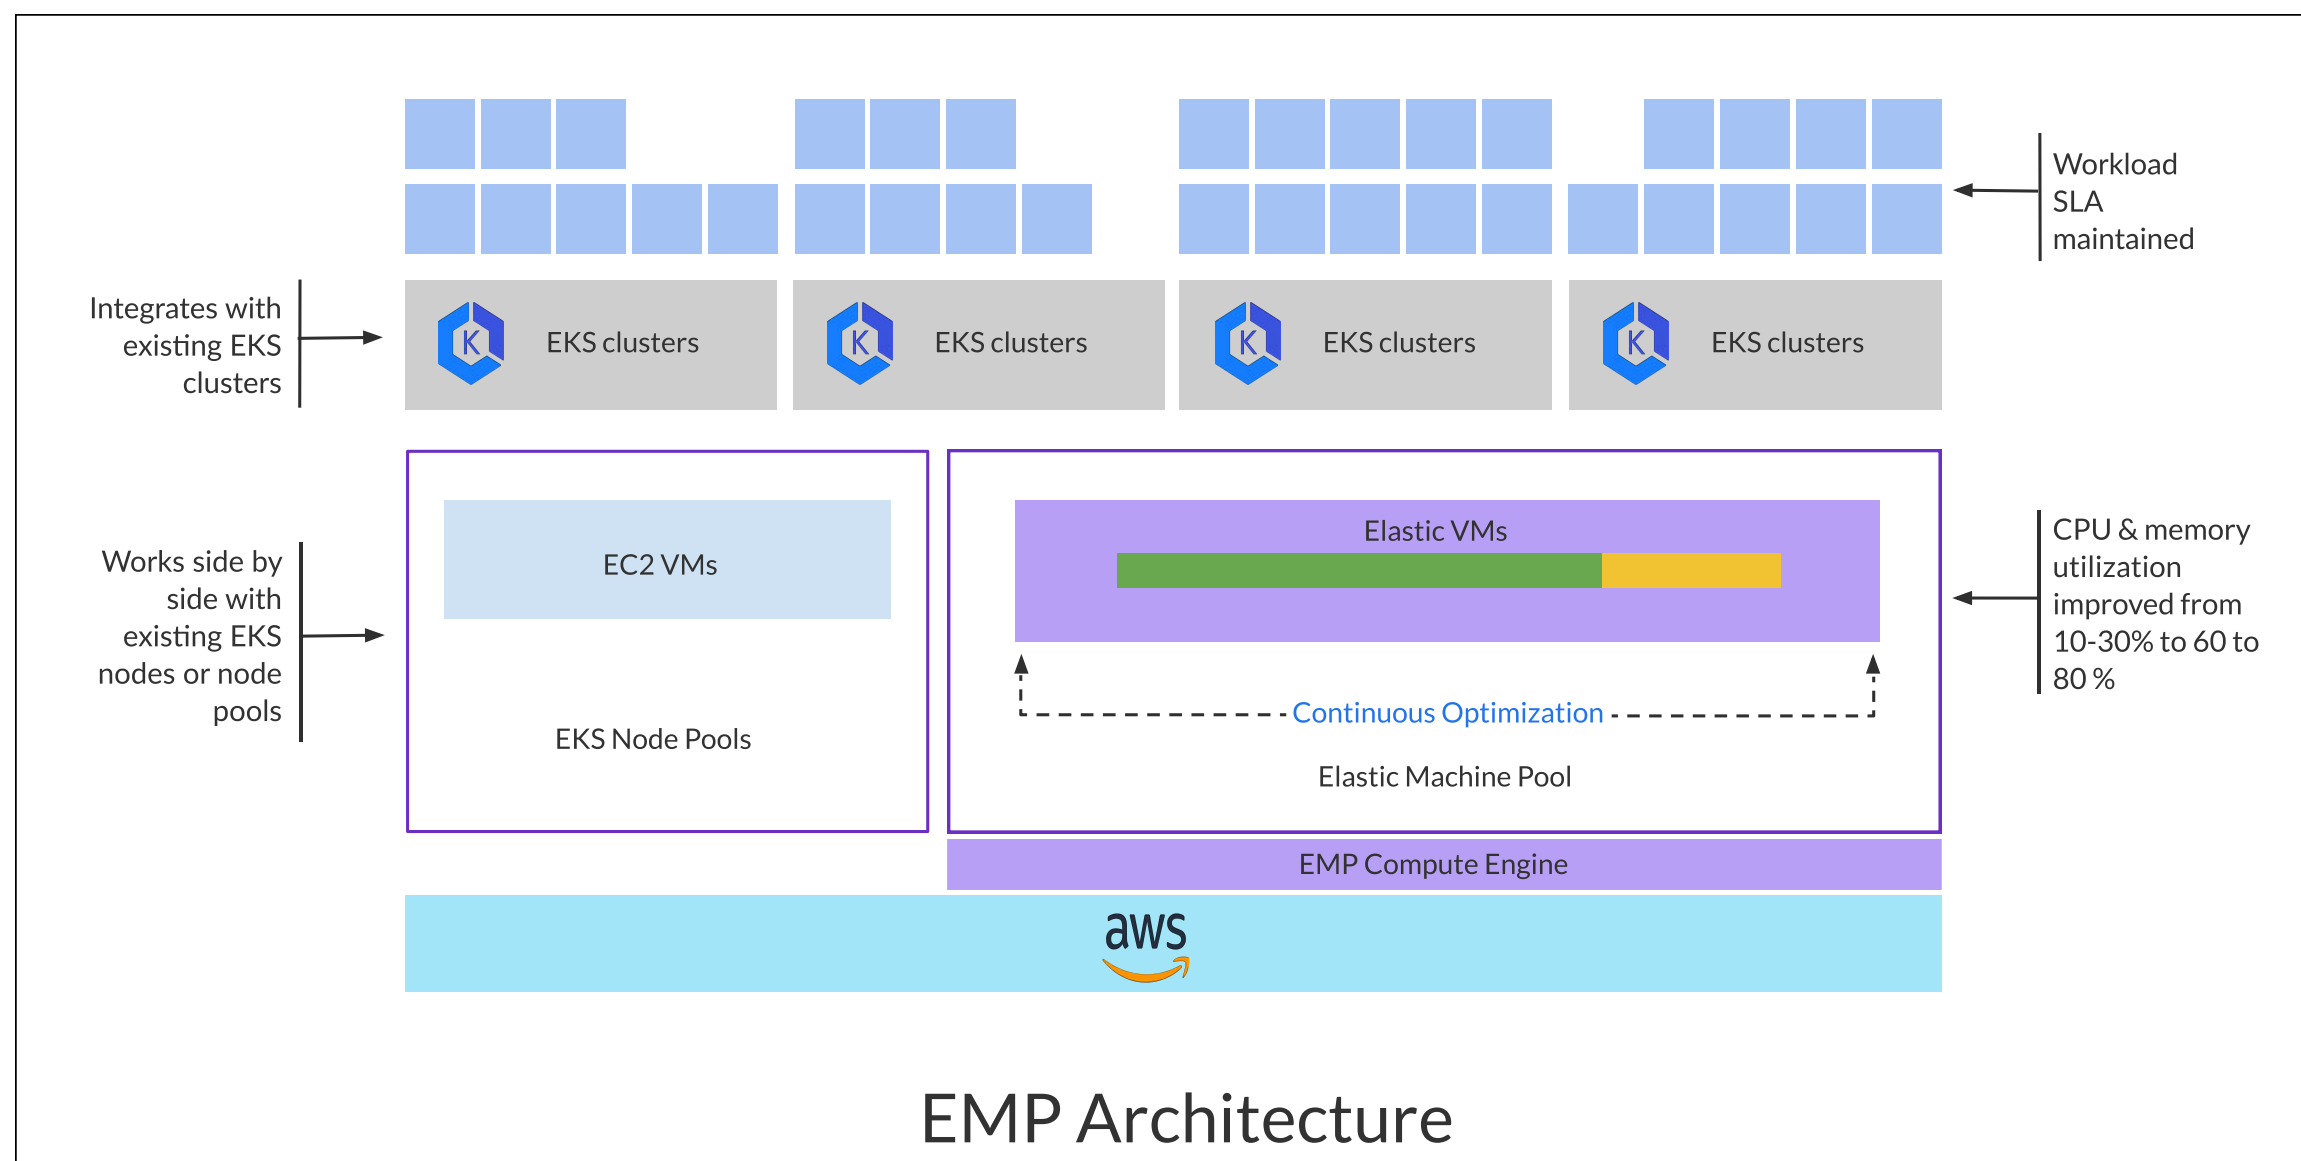 Workload
SLA
maintained
Integrates with
existing EKS
clusters
K
EKS clusters
K
EKS clusters
K
EKS clusters
K
EKS clusters
Works side by
side with
existing EKS
nodes or node
pools
EC2 VMs
EKS Node Pools
Elastic VMs
Continuous Optimization
Elastic Machine Pool
CPU & memory
utilization
improved from
10-30% to 60 to
80 %
EMP Compute Engine
aws
EMP Architecture